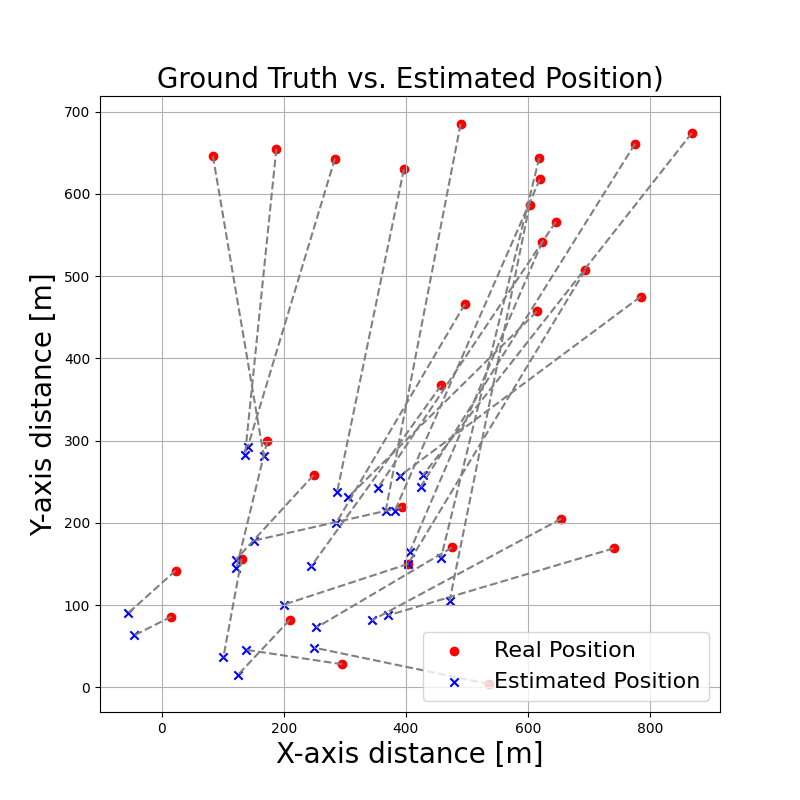 Ground Truth vs. Estimated Position)
Y-axis distance [m]
700
600
500
400
300
200
100
0
0
200
400
600
800
X-axis distance [m]
Real Position
Estimated Position